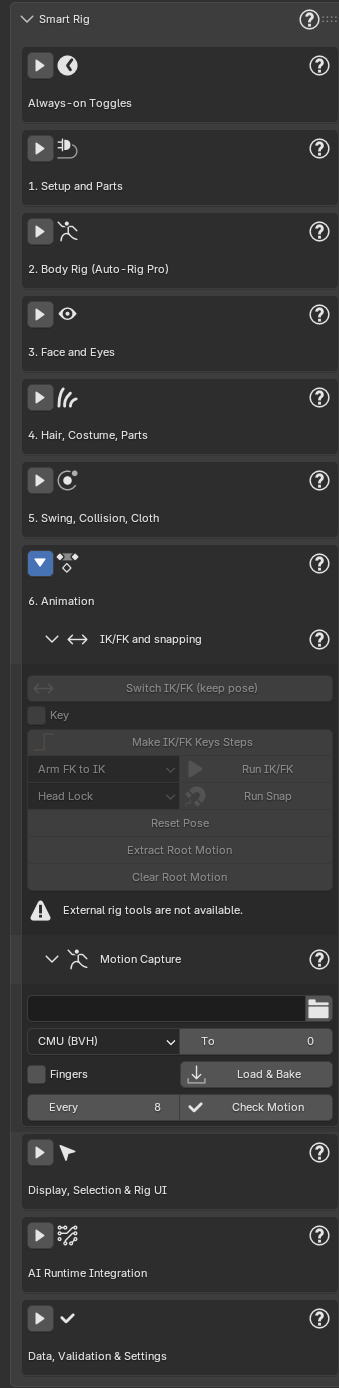 Smart Rig
Always-on Toggles
1. Setup and Parts
2. Body Rig (Auto-Rig Pro)
3. Face and Eyes
4. Hair, Costume, Parts
5. Swing, Collision, Cloth
6. Animation
IK/FK and snapping
Switch IK/FK (keep pose)
Key
Make IK/FK Keys Steps
Arm FK to IK Run IK/FK
Head Lock Run Snap
Reset Pose
Extract Root Motion
Clear Root Motion
External rig tools are not available.
Motion Capture
CMU (BVH) To 0
Fingers Load & Bake
Every 8 Check Motion
Display, Selection & Rig UI
AI Runtime Integration
Data, Validation & Settings